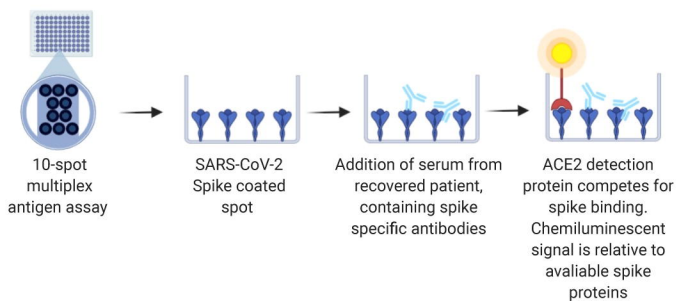 10-spot
multiplex
antigen assay
SARS-CoV-2
Spike coated
spot
Addition of serum from
recovered patient,
containing spike
specific antibodies
ACE2 detection
protein competes for
spike binding.
Chemiluminescent
signal is relative to
avaliable spike
proteins